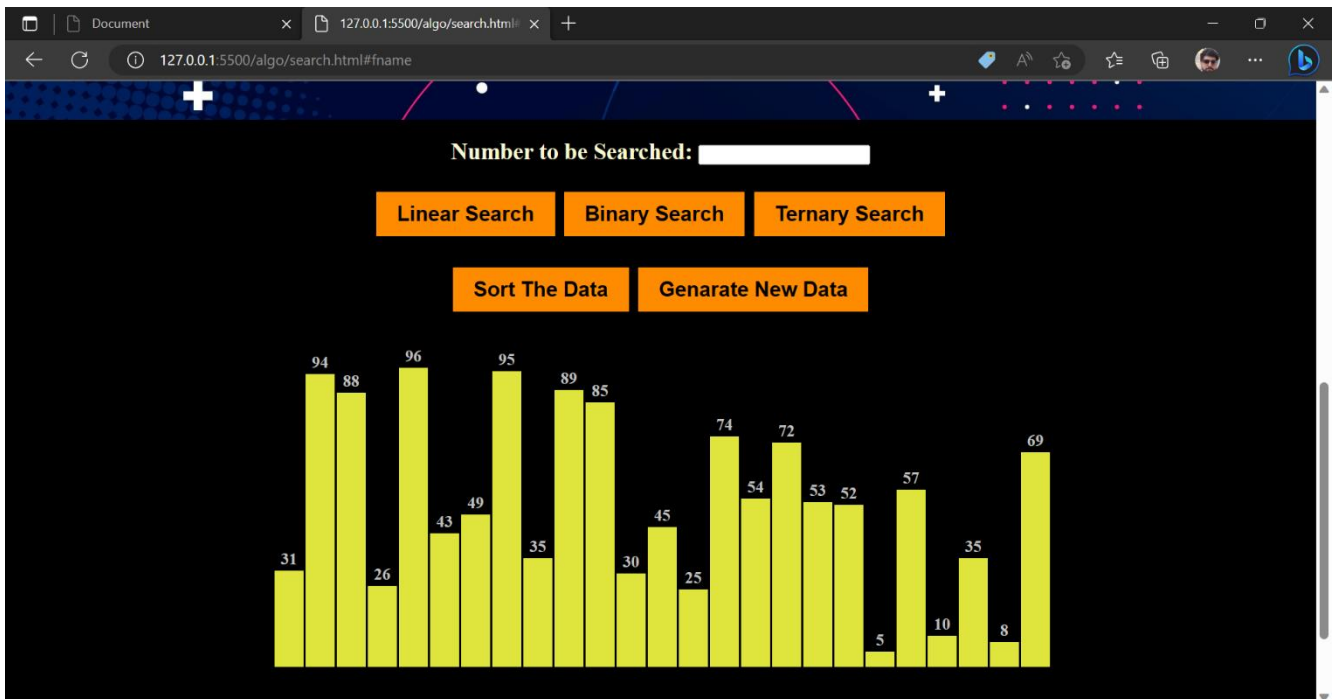 Document
127.0.0.1:5500/algo/search.html#
127.0.0.1:5500/algo/search.html#fname
Number to be Searched:
Linear Search Binary Search Ternary Search
Sort The Data Genarate New Data
31 94 88 26 96 43 49 95 35 89 85 30 45 25 74 54 72 53 52 5 57 10 35 8 69